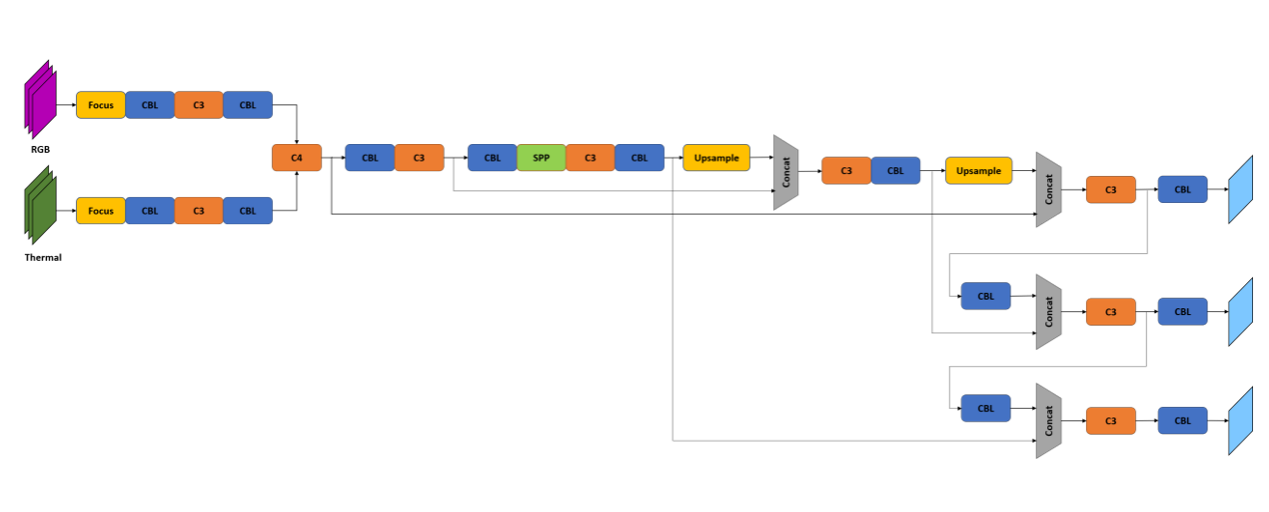 RGB
Focus CBL C3 CBL
C4
Thermal
Focus CBL C3 CBL
CBL C3
CBL SPP C3 CBL
Upsample
Concat
C3 CBL
Upsample
Concat
C3
CBL
CBL
Concat
C3
CBL
CBL
Concat
C3
CBL